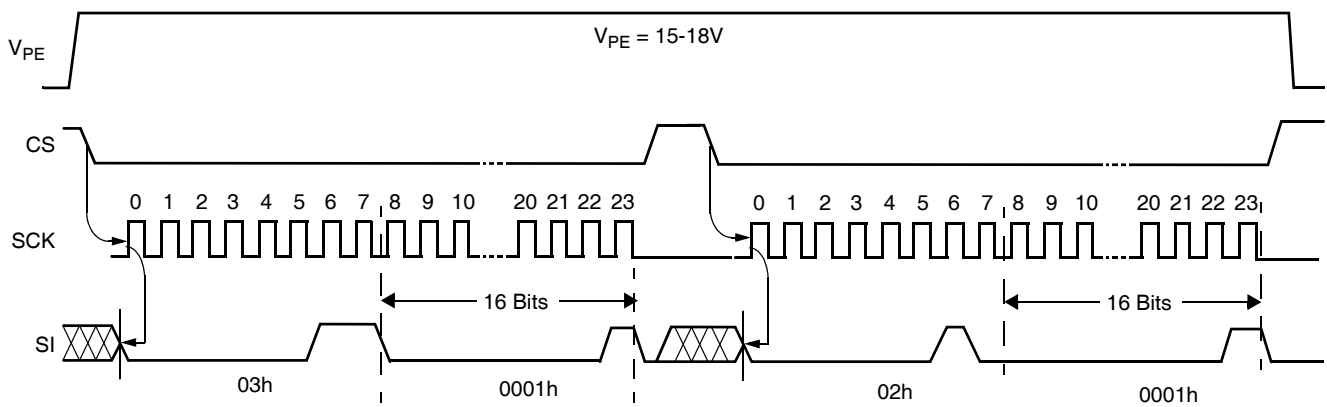 V_PE
V_PE = 15-18V
CS
0 1 2 3 4 5 6 7 8 9 10 20 21 22 23 0 1 2 3 4 5 6 7 8 9 10 20 21 22 23
SCK
16 Bits 16 Bits
SI
03h 0001h 02h 0001h